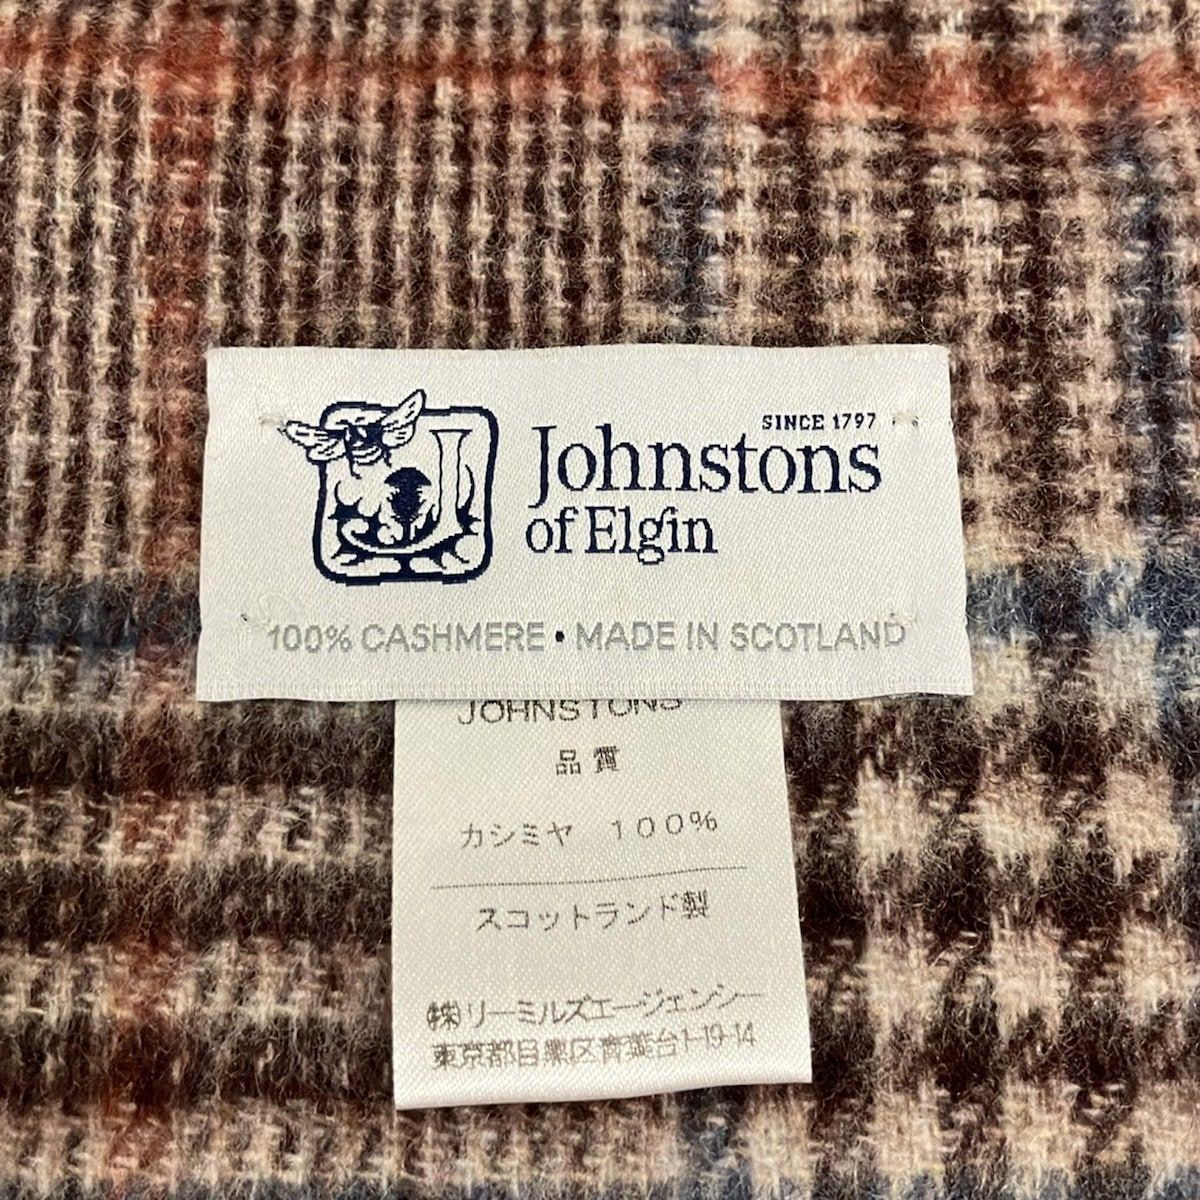 SINCE 1797
Johnstons
of Elgin
100% CASHMERE • MADE IN SCOTLAND
JOHNSTONS
品質
カシミヤ 100%
スコットランド製
㈱リーミルズエージェンシー
東京都目黒区青葉台1-19-14